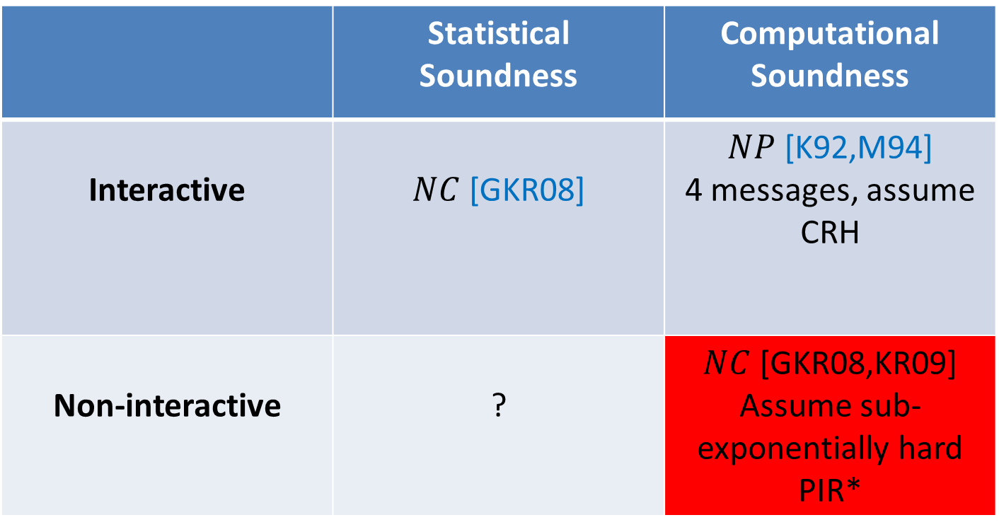 Statistical
Soundness
Computational
Soundness
Interactive
NC [GKR08]
NP [K92,M94]
4 messages, assume
CRH
Non-interactive
?
NC [GKR08,KR09]
Assume sub-
exponentially hard
PIR*